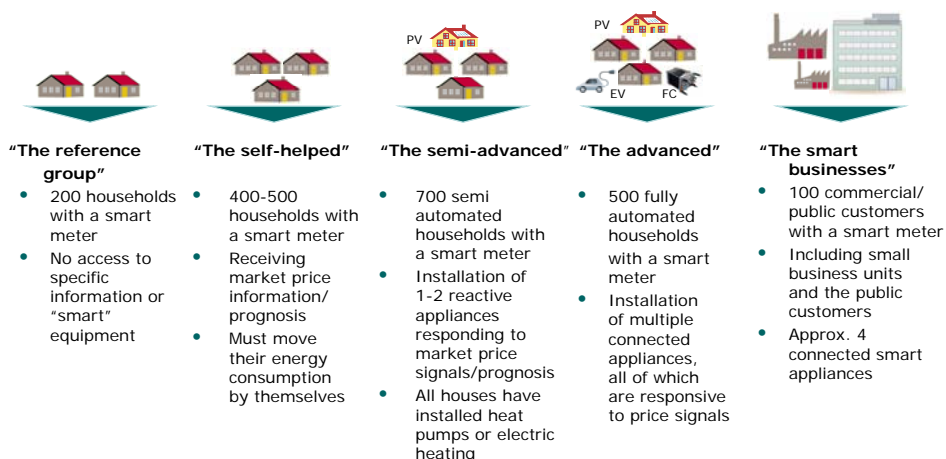 PV
EV
FC
PV
“The reference
group”
• 200 households
with a smart
meter
• No access to
specific
information or
“smart”
equipment
“The self-helped”
• 400-500
households with
a smart meter
• Receiving
market price
information/
prognosis
• Must move
their energy
consumption
by themselves
“The semi-advanced”
• 700 semi
automated
households with
a smart meter
• Installation of
1-2 reactive
appliances
responding to
market price
signals/prognosis
• All houses have
installed heat
pumps or electric
heating
“The advanced”
• 500 fully
automated
households
with a smart
meter
• Installation
of multiple
connected
appliances,
all of which
are responsive
to price signals
“The smart
businesses”
• 100 commercial/
public customers
with a smart meter
• Including small
business units
and the public
customers
• Approx. 4
connected smart
appliances